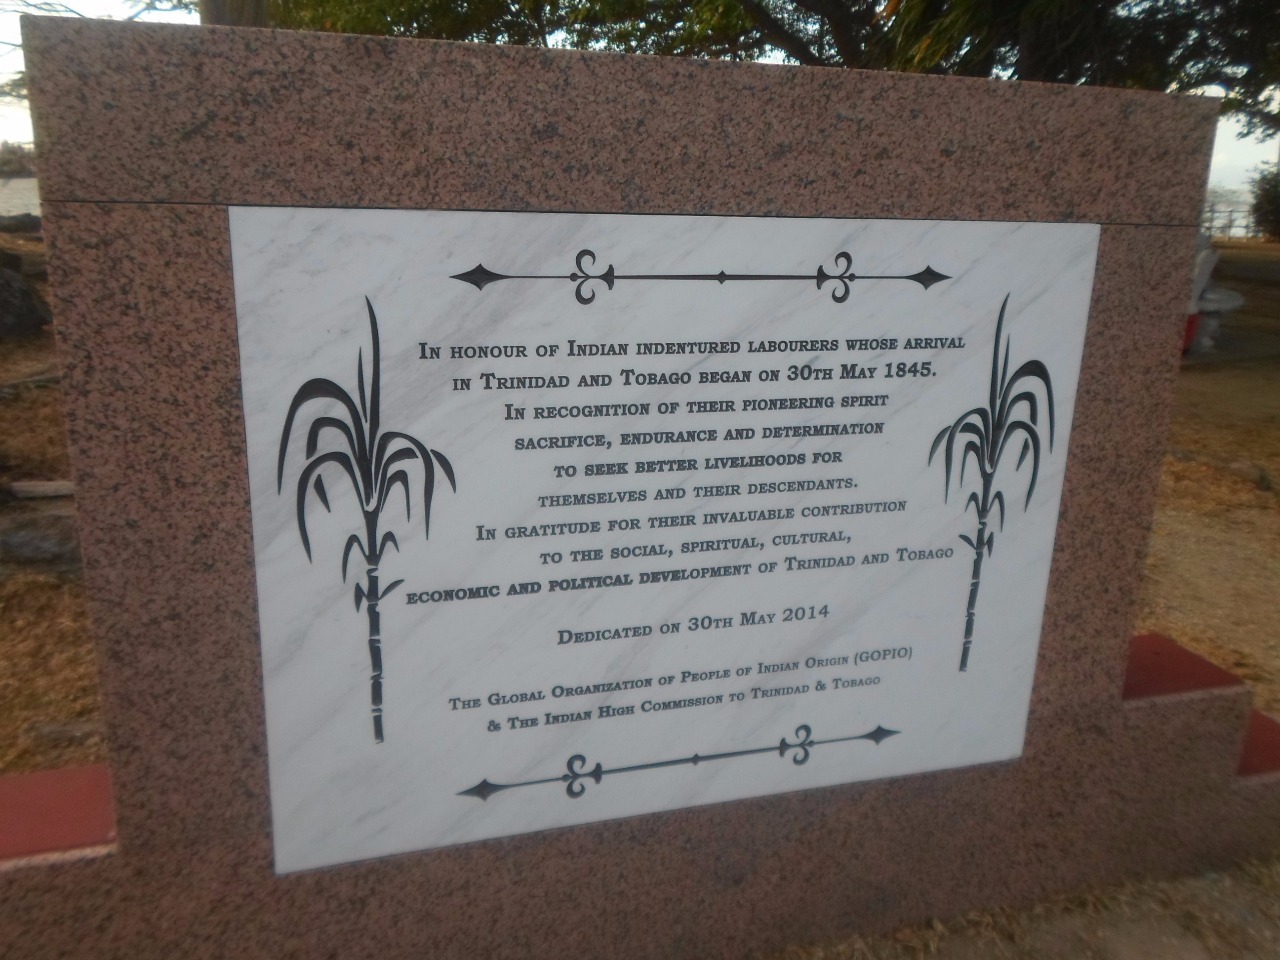 In honour of Indian indentured labourers whose arrival
in Trinidad and Tobago began on 30th May 1845.
In recognition of their pioneering spirit
sacrifice, endurance and determination
to seek better livelihoods for
themselves and their descendants.
In gratitude for their invaluable contribution
to the social, spiritual, cultural,
economic and political development of Trinidad and Tobago
Dedicated on 30th May 2014
The Global Organization of People of Indian Origin (GOPIO)
& The Indian High Commission to Trinidad & Tobago